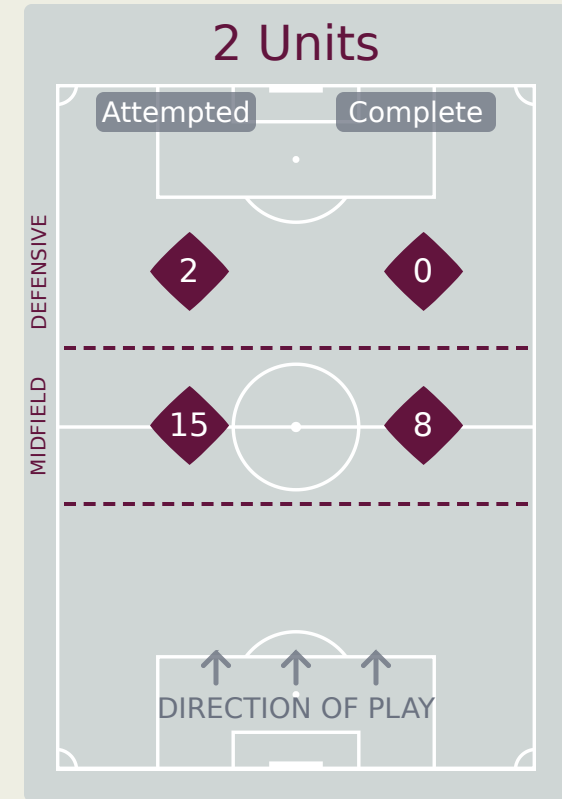 2 Units
Attempted Complete
DEFENSIVE
2 0
MIDFIELD
15 8
DIRECTION OF PLAY